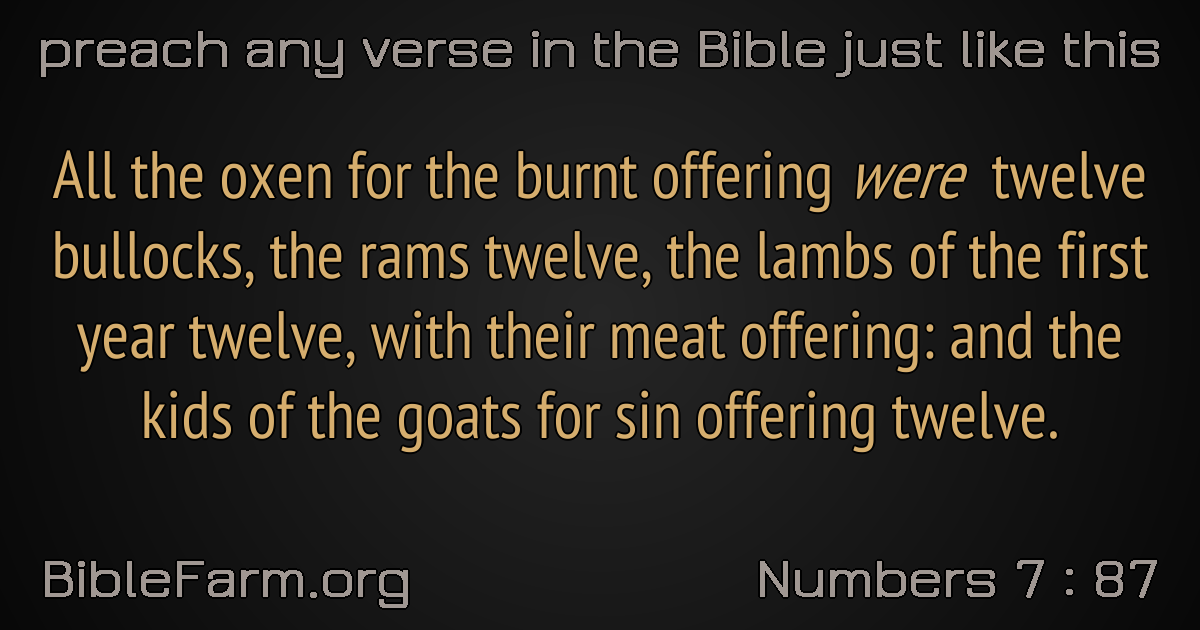 preach any verse in the Bible just like this
All the oxen for the burnt offering were twelve
bullocks, the rams twelve, the lambs of the first
year twelve, with their meat offering: and the
kids of the goats for sin offering twelve.
BibleFarm.org
Numbers 7 : 87